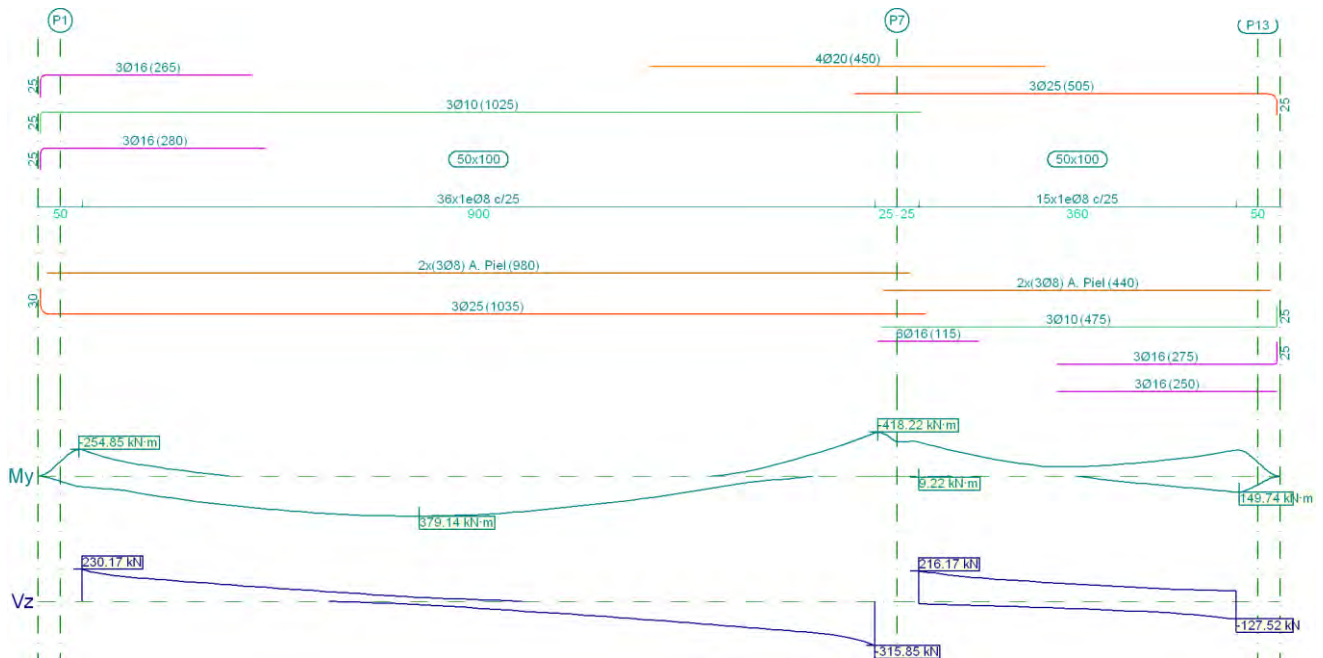 P1
P7
P13
4Ø20(450)
3Ø16(265)
25
3Ø25(505)
25
3Ø10(1025)
25
3Ø16(280)
25
50x100
50x100
36x1eØ8 c/25
15x1eØ8 c/25
50
900
25
25
360
50
2x(3Ø8) A. Piel(980)
2x(3Ø8) A. Piel(440)
30
3Ø25(1035)
3Ø10(475)
25
6Ø16(115)
3Ø16(275)
25
3Ø16(250)
-254.85 kN·m
-418.22 kN·m
My
9.22 kN·m
149.74 kN·m
379.14 kN·m
230.17 kN
216.17 kN
Vz
-127.52 kN
-315.85 kN